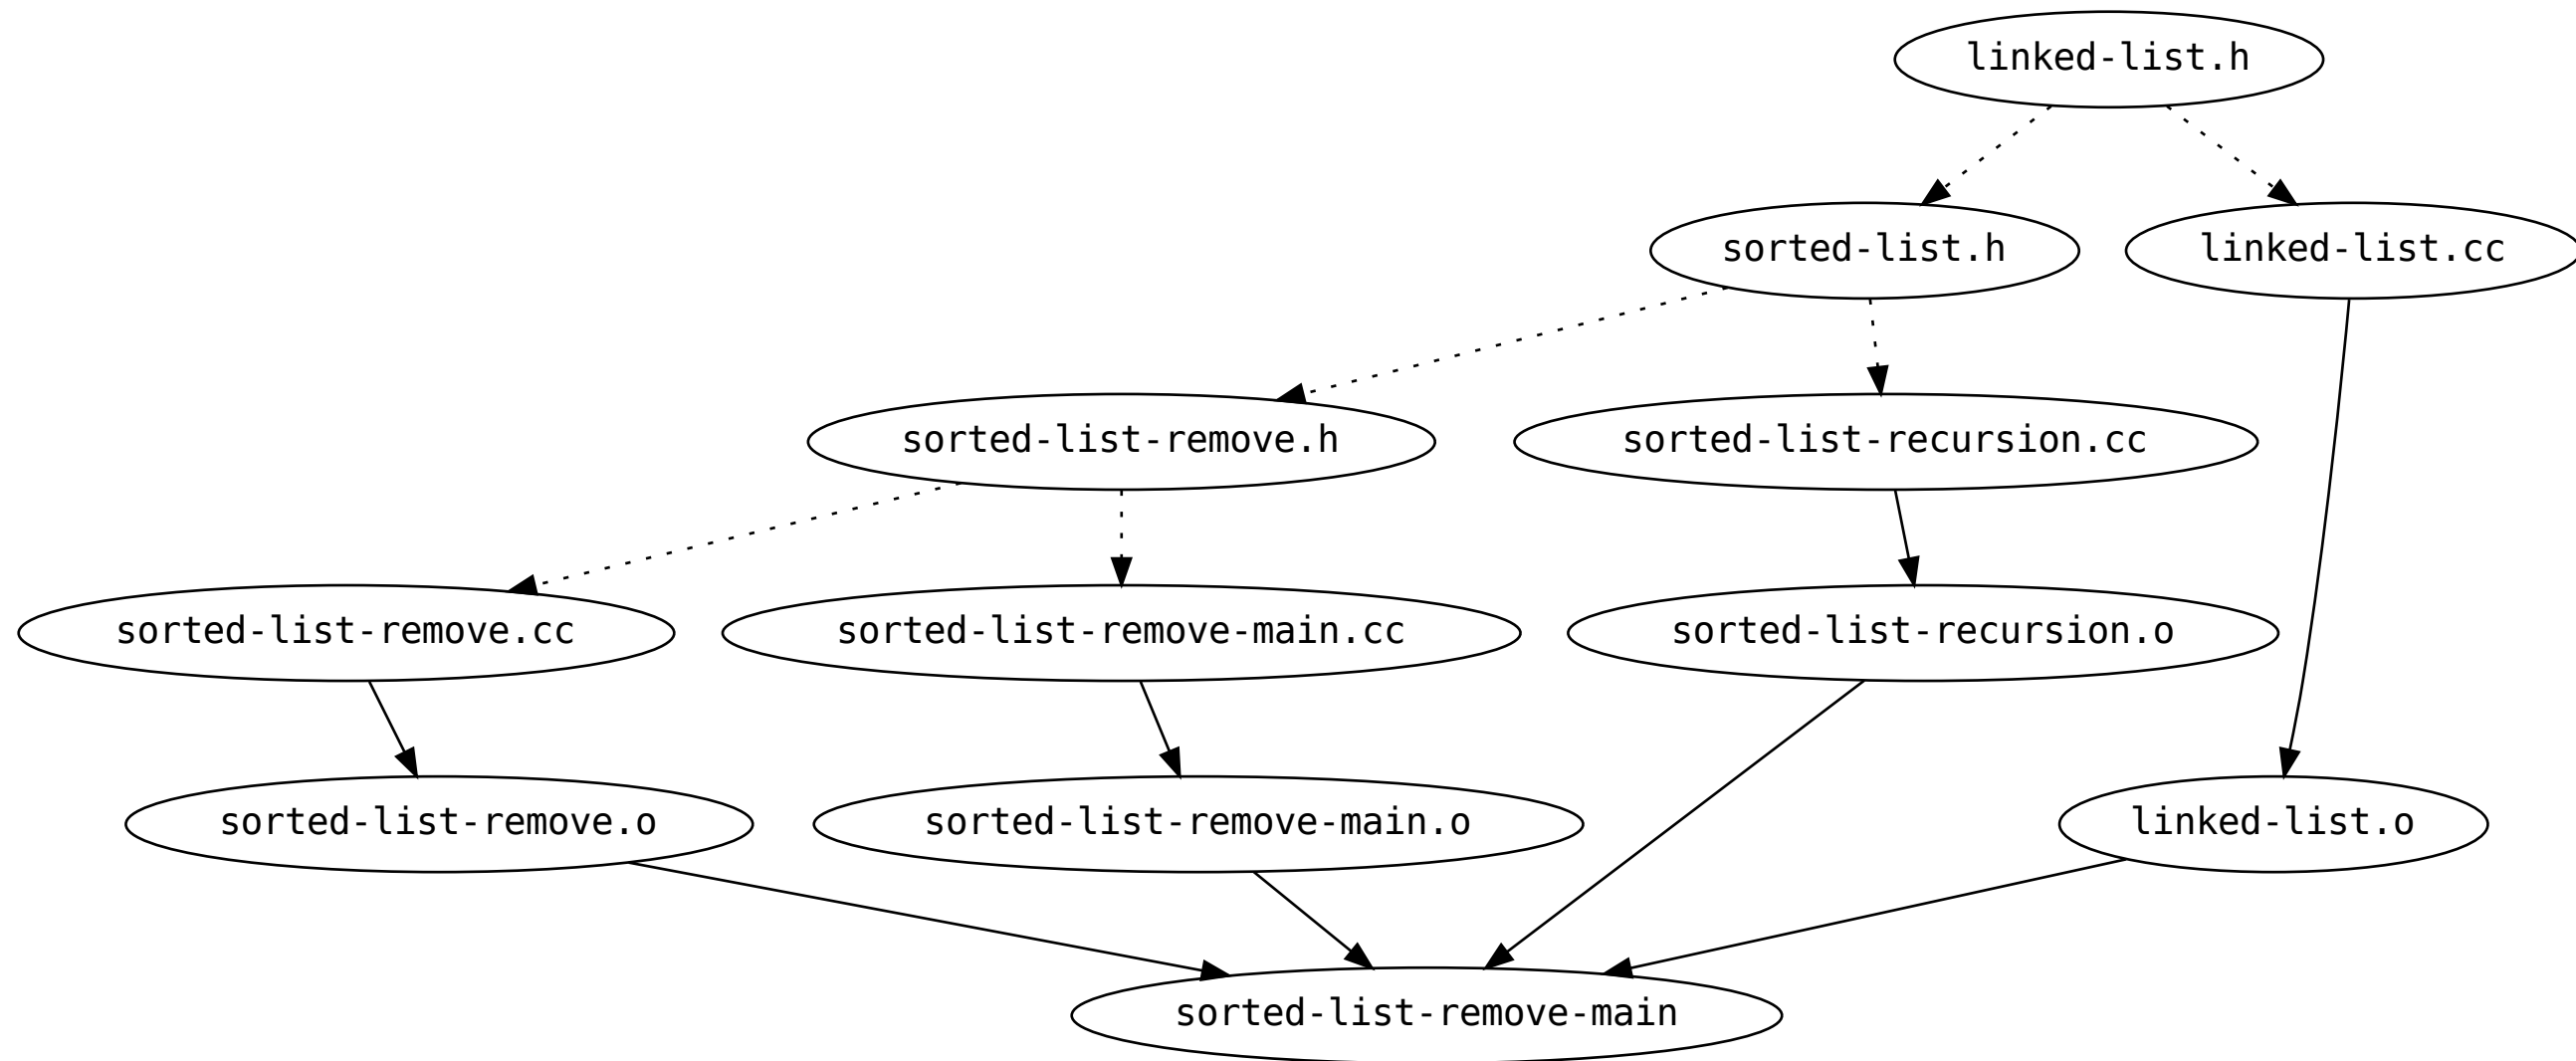 linked-list.h
sorted-list.h
linked-list.cc
sorted-list-remove.h
sorted-list-recursion.cc
sorted-list-remove.cc
sorted-list-remove-main.cc
sorted-list-recursion.o
sorted-list-remove.o
sorted-list-remove-main.o
linked-list.o
sorted-list-remove-main